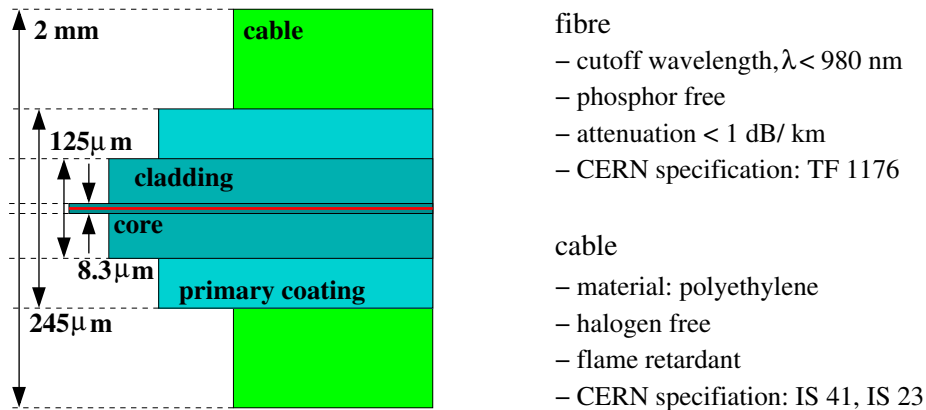 2 mm
cable
125μm
cladding
core
8.3μm
primary coating
245μm
fibre
– cutoff wavelength, λ < 980 nm
– phosphor free
– attenuation < 1 dB/ km
– CERN specification: TF 1176
cable
– material: polyethylene
– halogen free
– flame retardant
– CERN specifiation: IS 41, IS 23